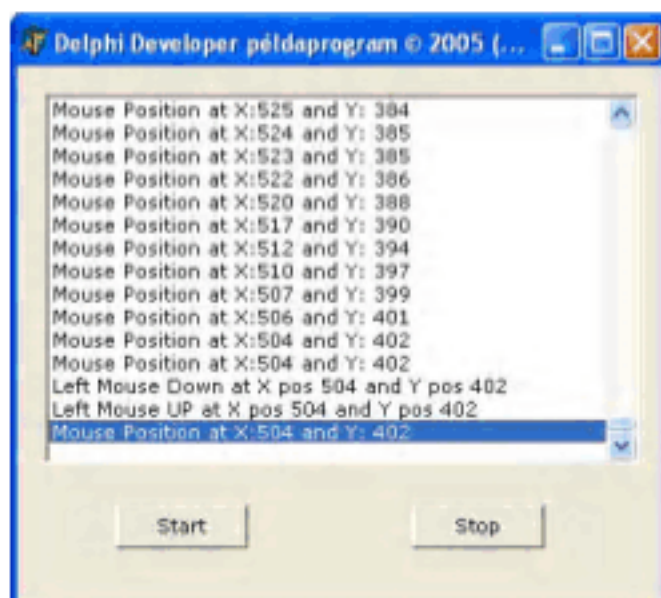 Delphi Developer példaprogram © 2005 (...
Mouse Position at X:525 and Y: 384
Mouse Position at X:524 and Y: 385
Mouse Position at X:523 and Y: 385
Mouse Position at X:522 and Y: 386
Mouse Position at X:520 and Y: 388
Mouse Position at X:517 and Y: 390
Mouse Position at X:512 and Y: 394
Mouse Position at X:510 and Y: 397
Mouse Position at X:507 and Y: 399
Mouse Position at X:506 and Y: 401
Mouse Position at X:504 and Y: 402
Mouse Position at X:504 and Y: 402
Left Mouse Down at X pos 504 and Y pos 402
Left Mouse UP at X pos 504 and Y pos 402
Mouse Position at X:504 and Y: 402
Start
Stop